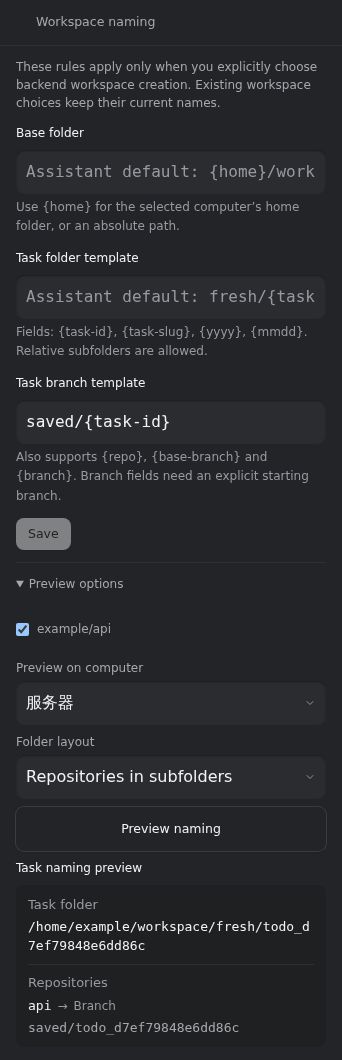 Workspace naming
These rules apply only when you explicitly choose
backend workspace creation. Existing workspace
choices keep their current names.
Base folder
Assistant default: {home}/work
Use {home} for the selected computer's home
folder, or an absolute path.
Task folder template
Assistant default: fresh/{task
Fields: {task-id}, {task-slug}, {yyyy}, {mmdd}.
Relative subfolders are allowed.
Task branch template
saved/{task-id}
Also supports {repo}, {base-branch} and
{branch}. Branch fields need an explicit starting
branch.
Save
▼ Preview options
example/api
Preview on computer
服务器
Folder layout
Repositories in subfolders
Preview naming
Task naming preview
Task folder
/home/example/workspace/fresh/todo_d
7ef79848e6dd86c
Repositories
api → Branch
saved/todo_d7ef79848e6dd86c